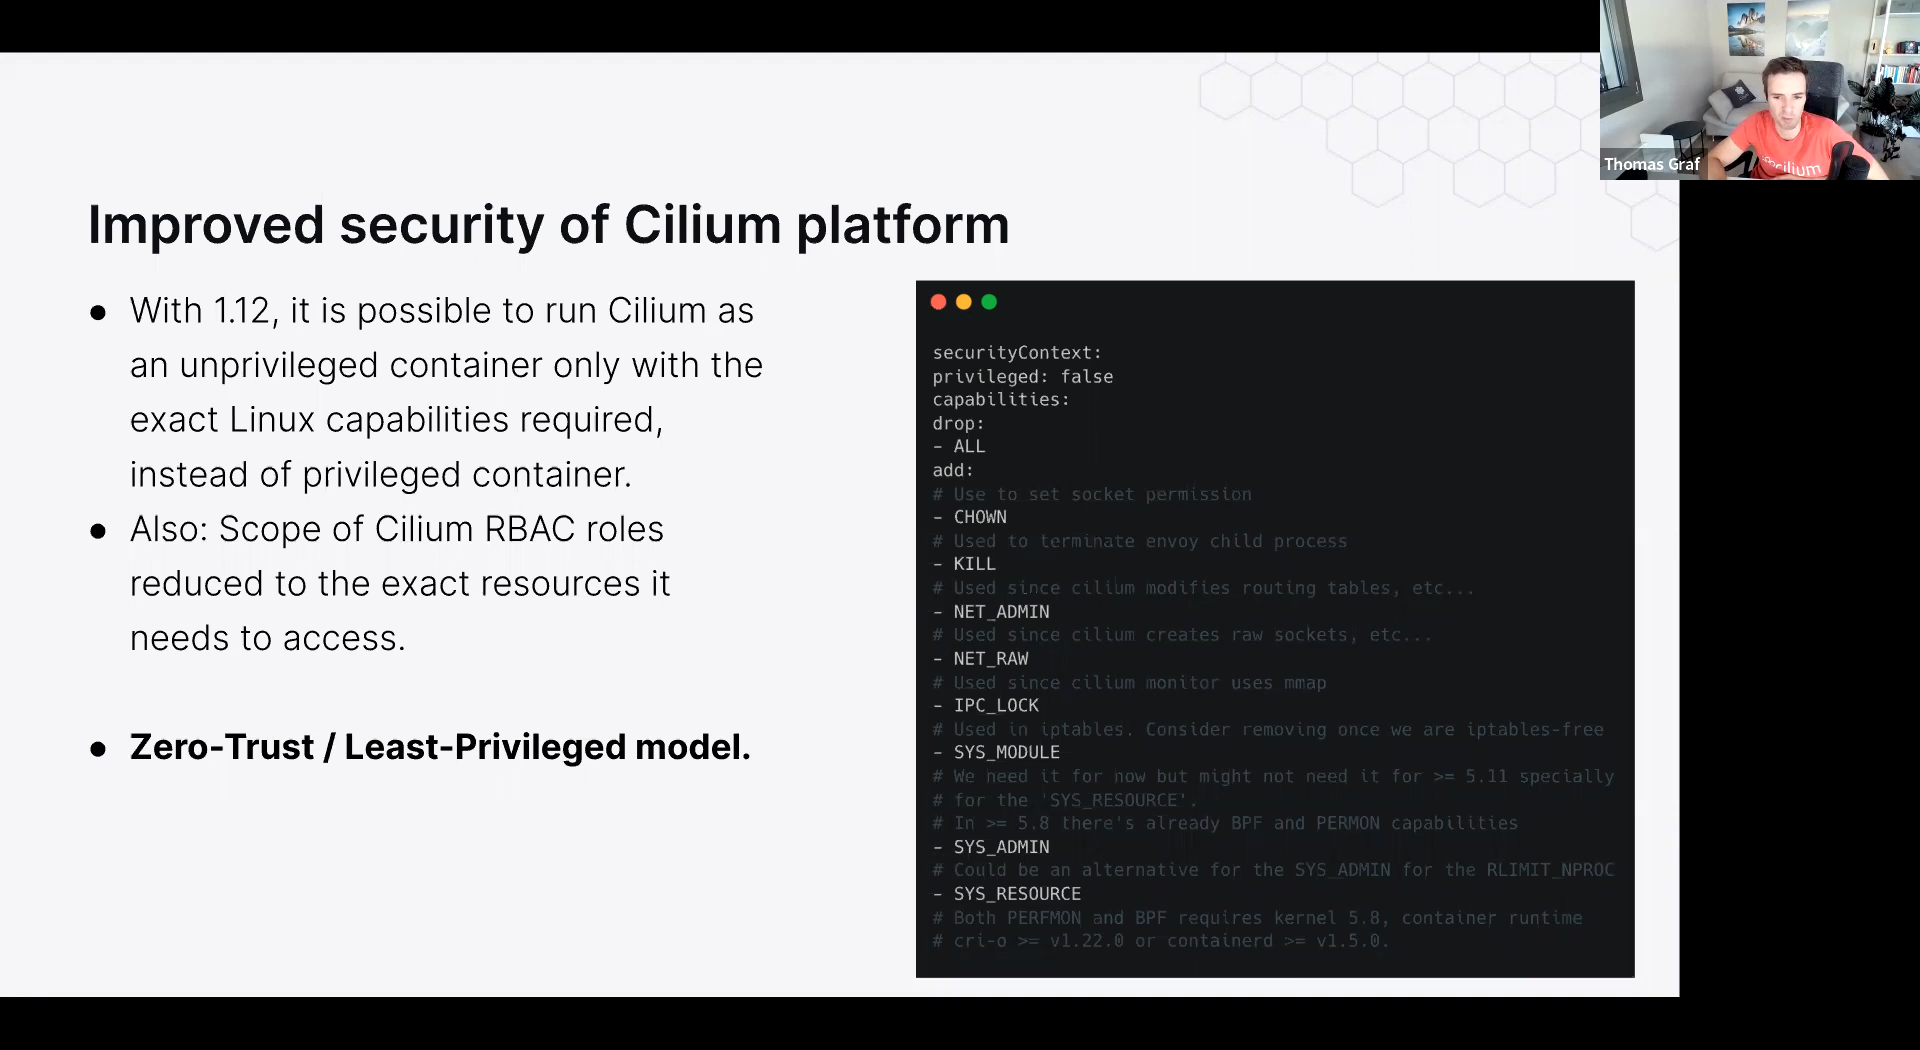 Thomas Graf
cilium
Improved security of Cilium platform
● With 1.12, it is possible to run Cilium as
an unprivileged container only with the
exact Linux capabilities required,
instead of privileged container.
● Also: Scope of Cilium RBAC roles
reduced to the exact resources it
needs to access.
● Zero-Trust / Least-Privileged model.
securityContext:
privileged: false
capabilities:
drop:
- ALL
add:
# Use to set socket permission
- CHOWN
# Used to terminate envoy child process
- KILL
# Used since cilium modifies routing tables, etc...
- NET_ADMIN
# Used since cilium creates raw sockets, etc...
- NET_RAW
# Used since cilium monitor uses mmap
- IPC_LOCK
# Used in iptables. Consider removing once we are iptables-free
- SYS_MODULE
# We need it for now but might not need it for >= 5.11 specially
# for the 'SYS_RESOURCE'.
# In >= 5.8 there's already BPF and PERMON capabilities
- SYS_ADMIN
# Could be an alternative for the SYS_ADMIN for the RLIMIT_NPROC
- SYS_RESOURCE
# Both PERFMON and BPF requires kernel 5.8, container runtime
# cri-o >= v1.22.0 or containerd >= v1.5.0.